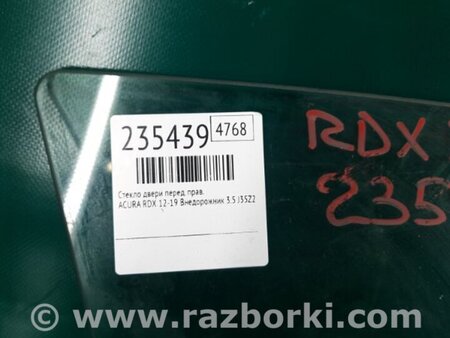 235439 4768
Стекло двери перед. прав.
ACURA RDX 12-19 Внедорожник 3.5 J35Z2
RDX
235
© www.razborki.com